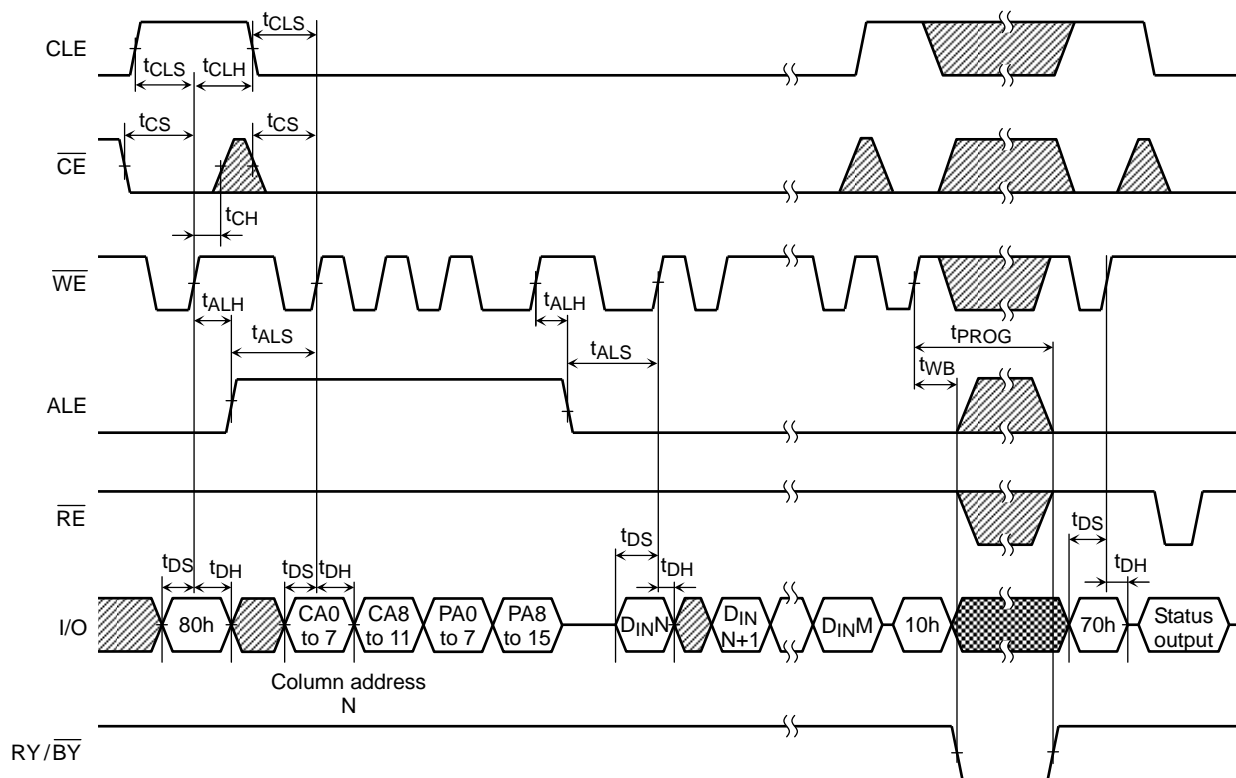 tCLS
CLE
tCLS tCLH
tCS tCS
CE
tCH
WE
tALH tALH
tALS tALS tPROG
tWB
ALE
RE
tDS tDH tDS tDH tDS tDH tDS tDH
I/O 80h CA0 to 7 CA8 to 11 PA0 to 7 PA8 to 15 DINN DIN N+1 DINM 10h 70h Status output
Column address
N
RY/BY